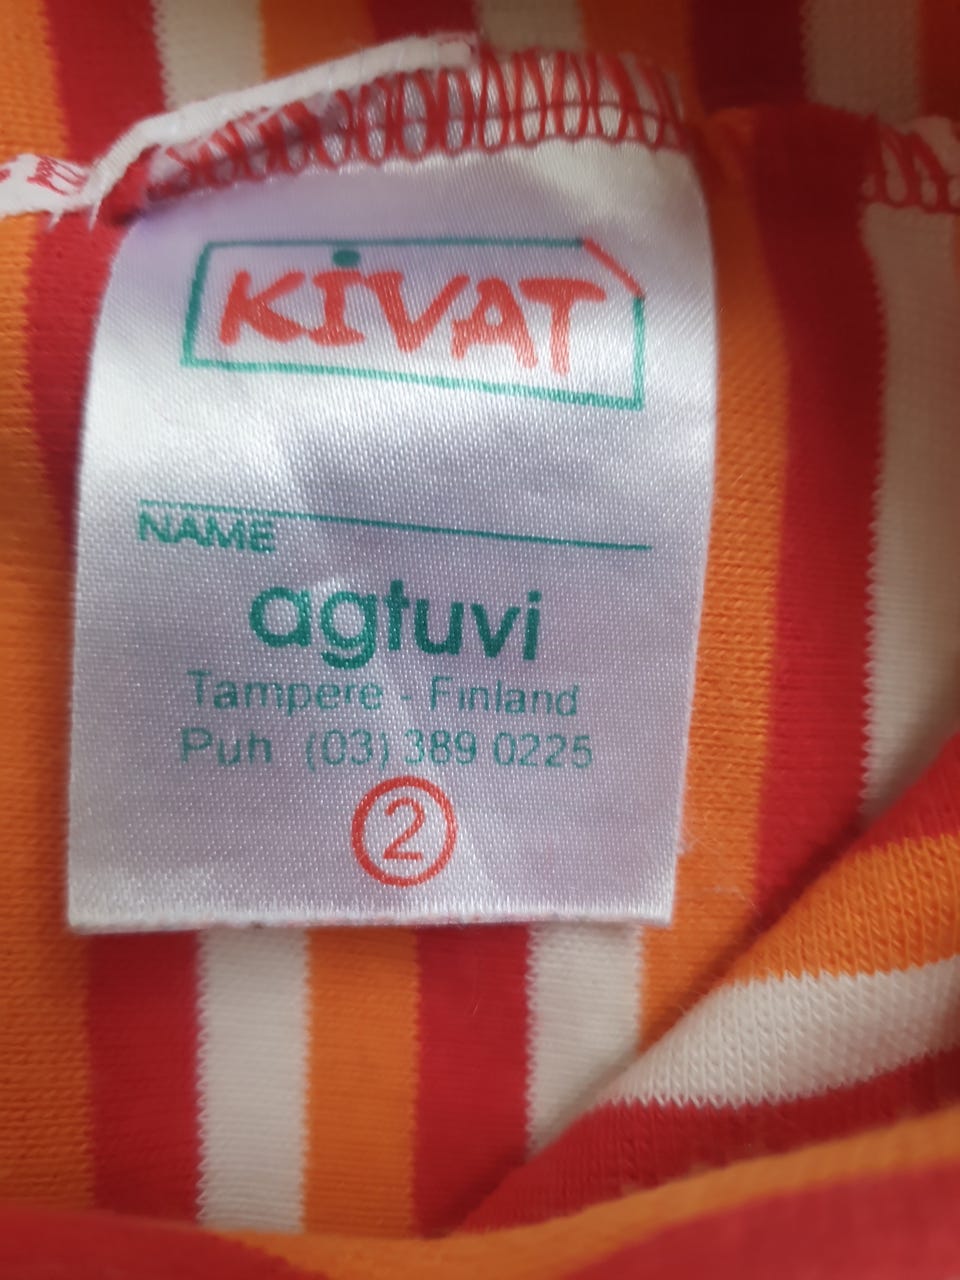 KiVAT
NAME
agtuvi
Tampere - Finland
Puh (03) 389 0225
2